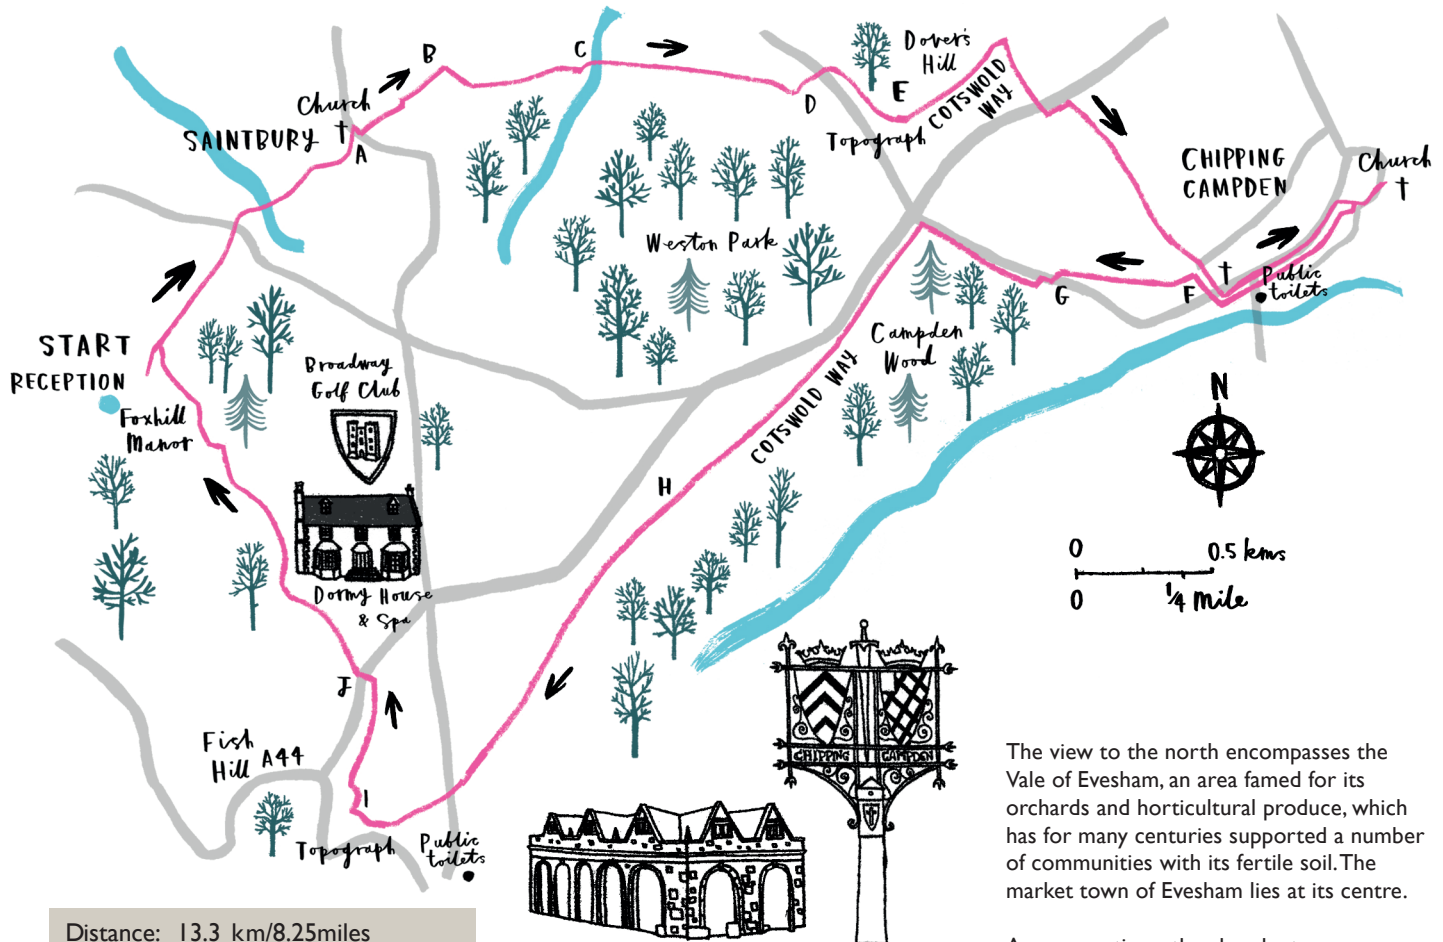 B
C
Dover's
Hill
D
E
COTSWOLD
WAY
Church
SAINTBURY
A
Topograph
CHIPPING
CAMPDEN
Church
Weston Park
F
G
Public
toilets
START
RECEPTION
Foxhill
Manor
Broadway
Golf Club
Campden
Wood
COTSWOLD WAY
H
N
0
0.5 kms
0
1/4 Mile
Dormy House
& Spa
J
Fish
Hill
A44
I
Topograph
Public
toilets
CHIPPING
CAMPDEN
The view to the north encompasses the
Vale of Evesham, an area famed for its
orchards and horticultural produce, which
has for many centuries supported a number
of communities with its fertile soil. The
market town of Evesham lies at its centre.
Distance: 13.3 km/8.25miles